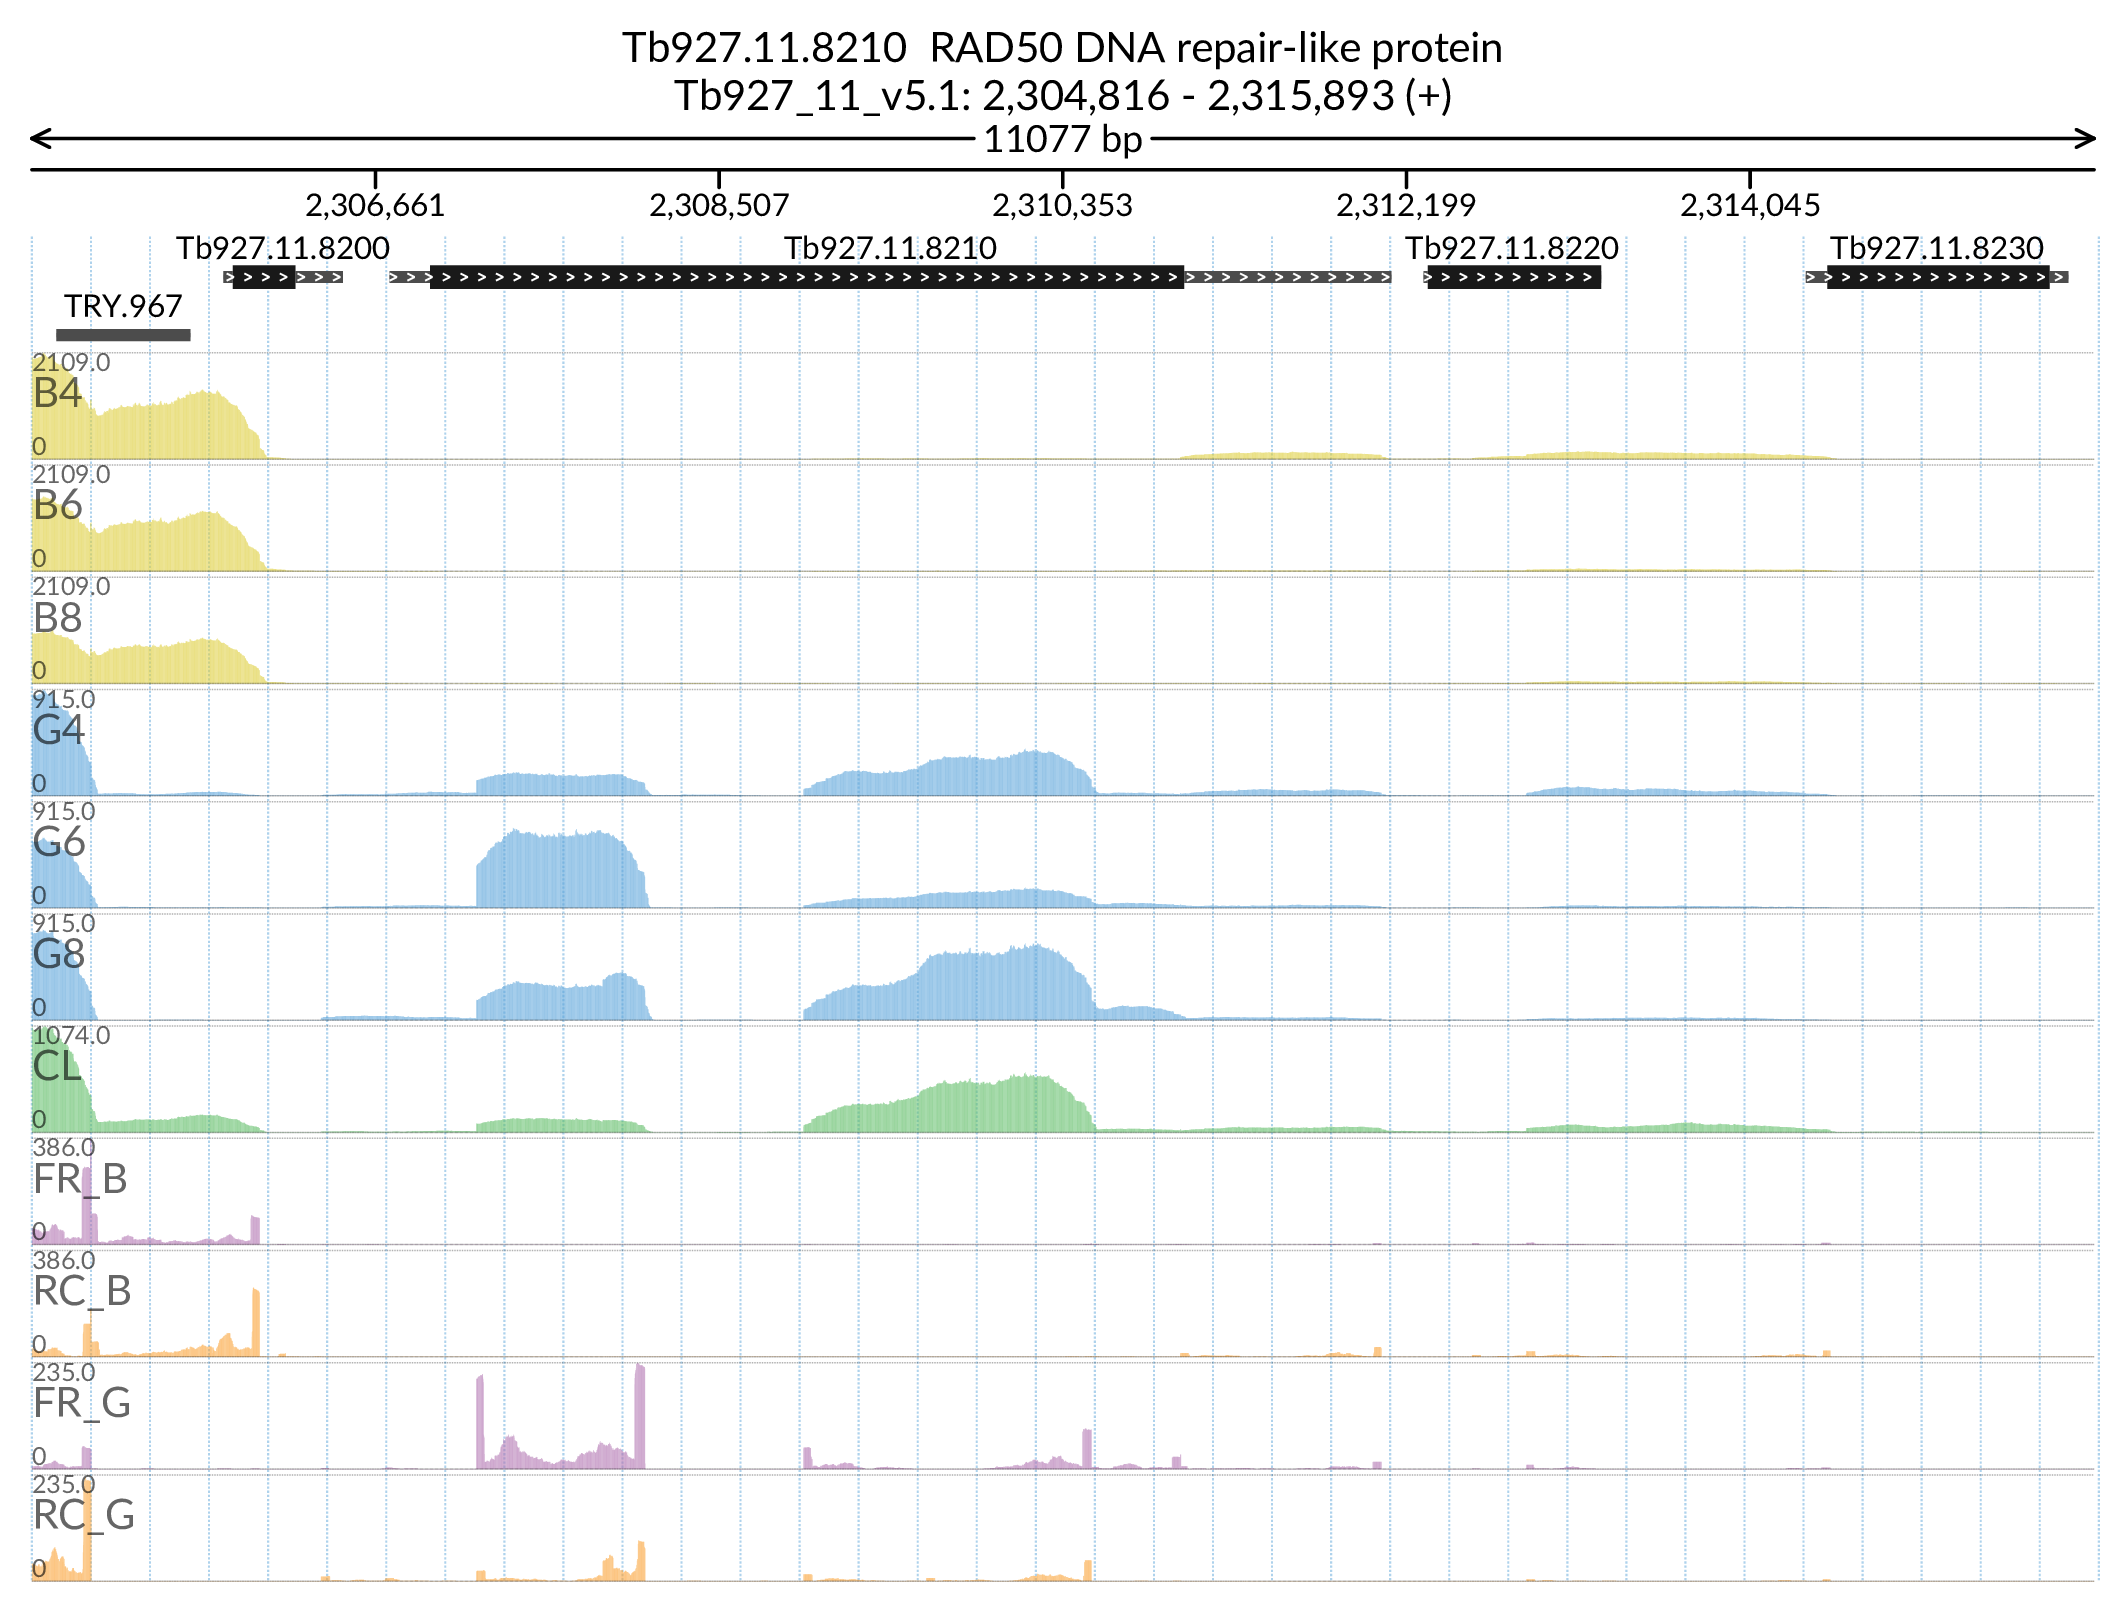 Tb927.11.8210  RAD50 DNA repair-like protein
Tb927_11_v5.1: 2,304,816 - 2,315,893 (+)
11077 bp
2,306,661 2,308,507 2,310,353 2,312,199 2,314,045
Tb927.11.8200 Tb927.11.8210 Tb927.11.8220 Tb927.11.8230
TRY.967
2109.0
B4
0
2109.0
B6
0
2109.0
B8
0
915.0
G4
0
915.0
G6
0
915.0
G8
0
1074.0
CL
0
386.0
FR_B
0
386.0
RC_B
0
235.0
FR_G
0
235.0
RC_G
0